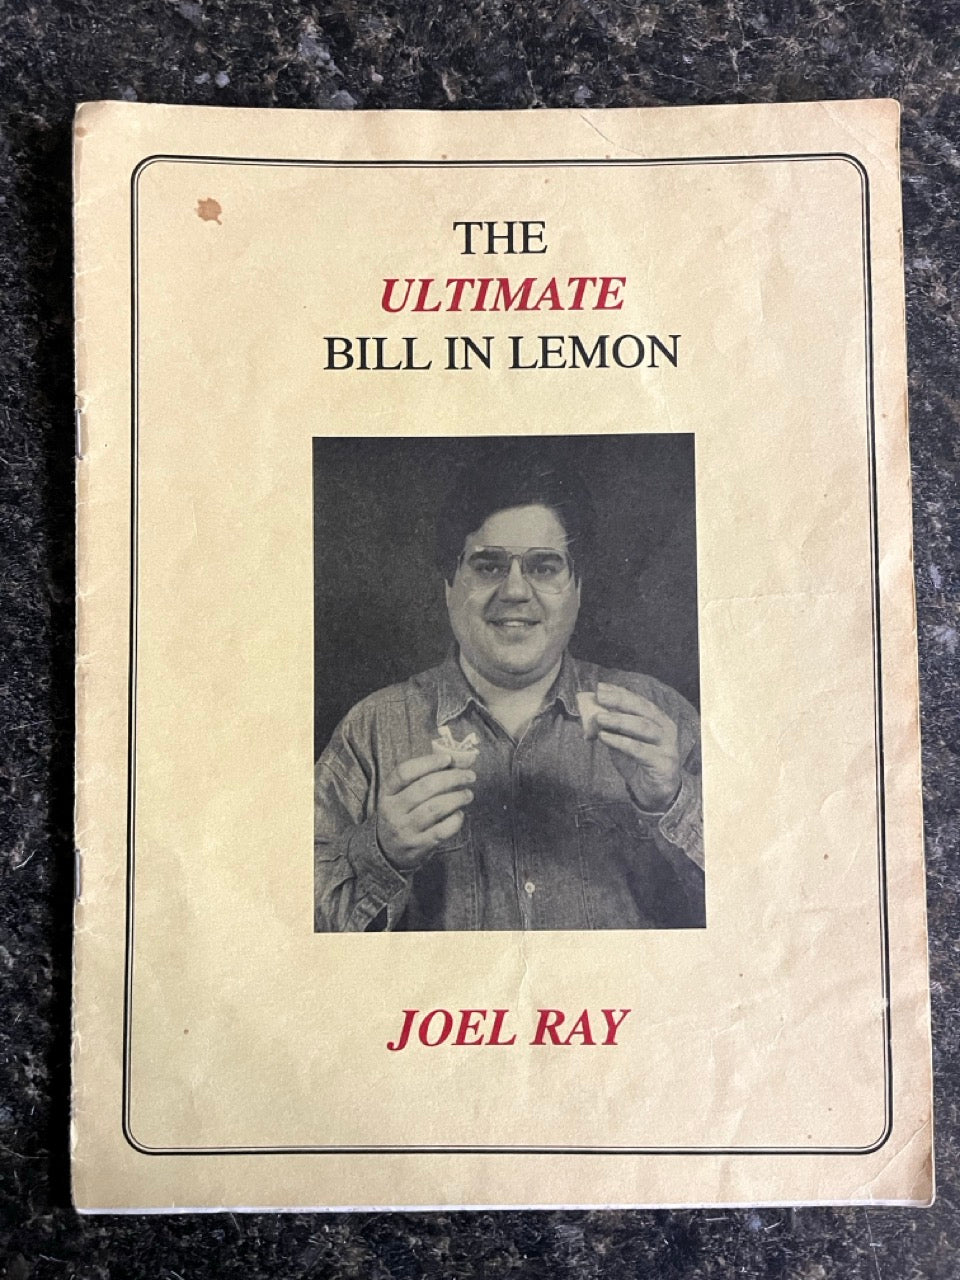 THE
ULTIMATE
BILL IN LEMON
JOEL RAY